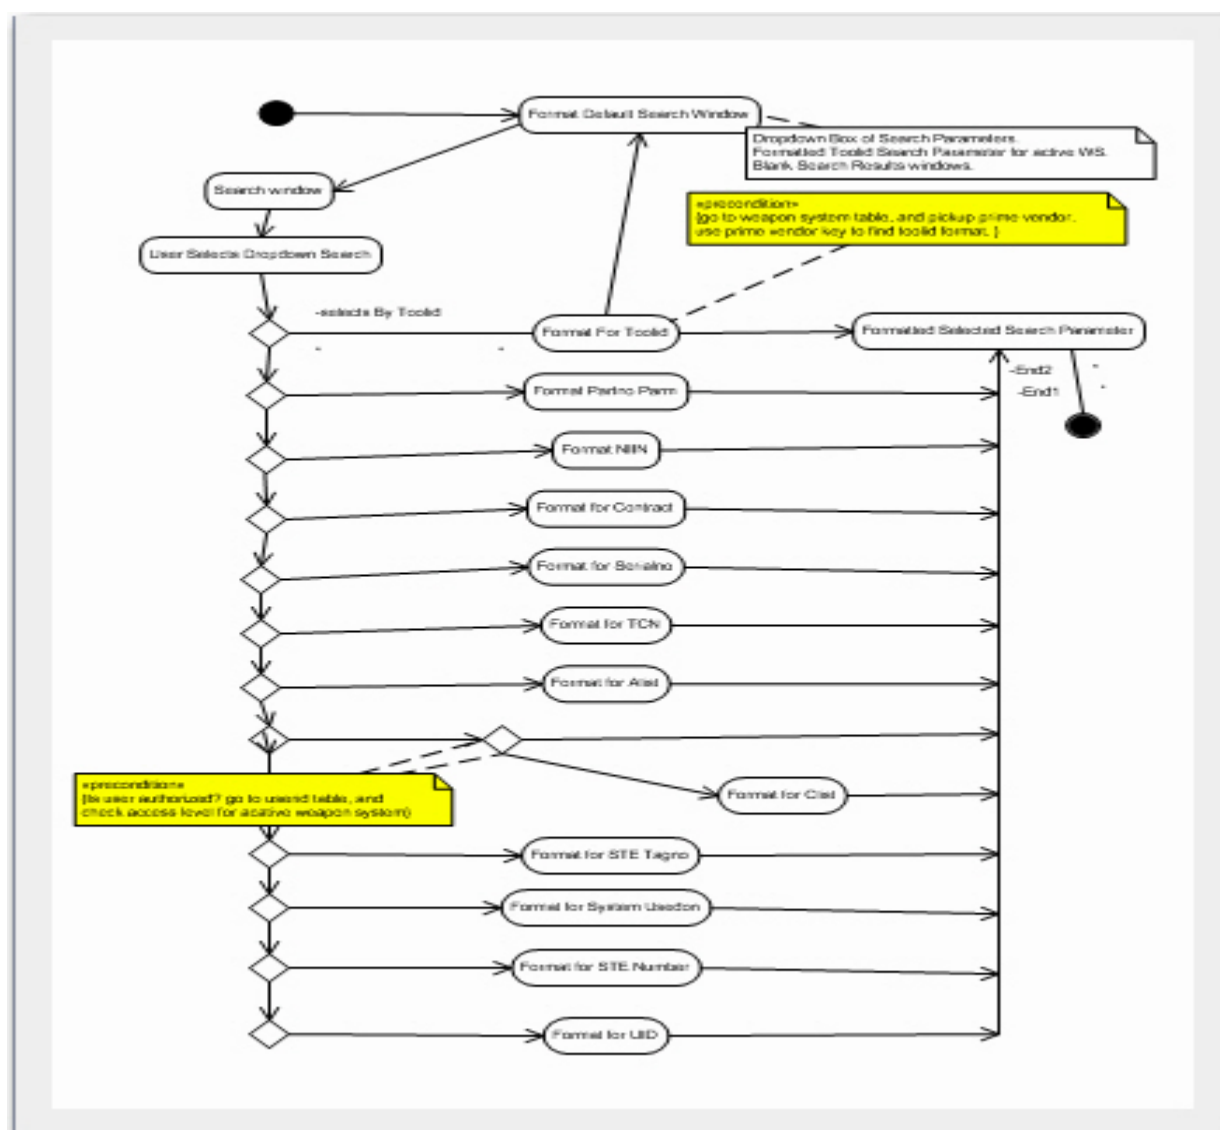 Format Default Search Window
Dropdown Box of Search Parameters.
Formatted Toolid Search Parameter for active WS.
Blank Search Results windows.
Search window
«precondition»
{go to weapon system table, and pickup prime vendor.
use prime vendor key to find toolid format. }
User Selects Dropdown Search
-selects By Toolid
Format For Toolid
Formatted Selected Search Parameter
-End2
-End1
Format Partno Parm
Format NIIN
Format for Contract
Format for Serialno
Format for TCN
Format for Alist
«precondition»
{Is user authorized? go to userid table, and
check access level for acative weapon system}
Format for Clist
Format for STE Tagno
Format for System Usedon
Format for STE Number
Format for UID